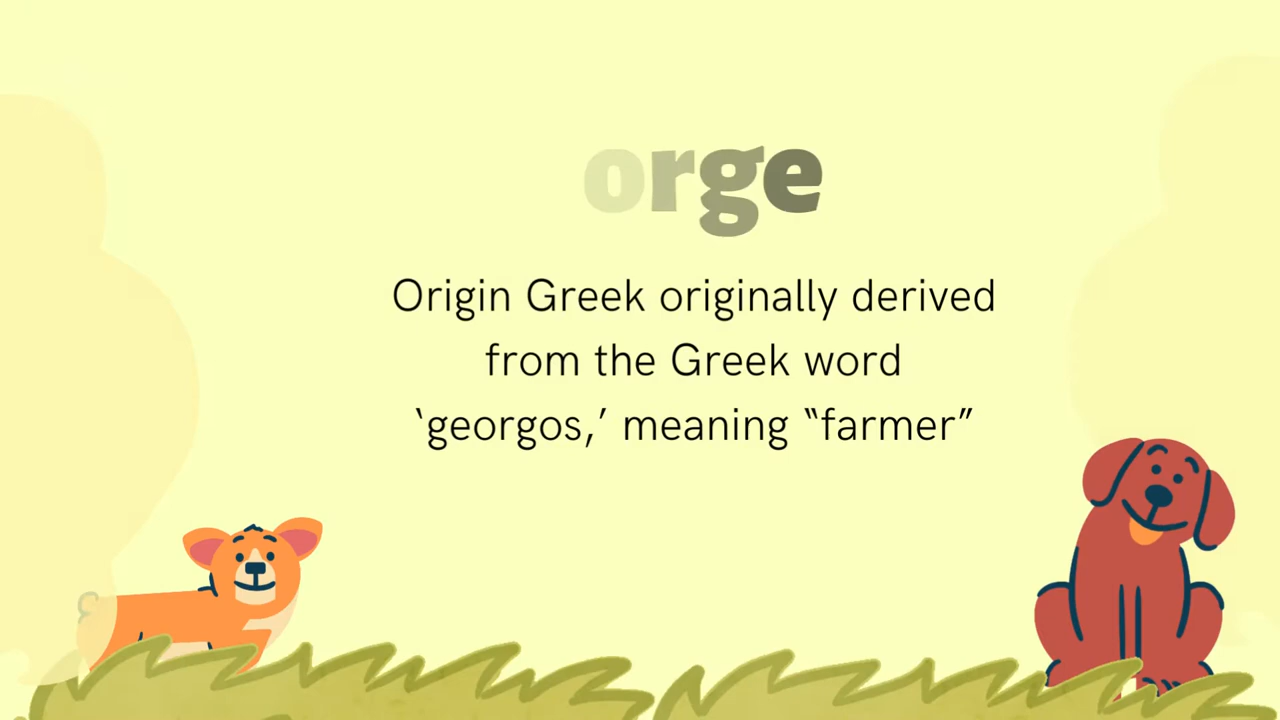 orge
Origin Greek originally derived
from the Greek word
‘georgos,’ meaning “farmer”